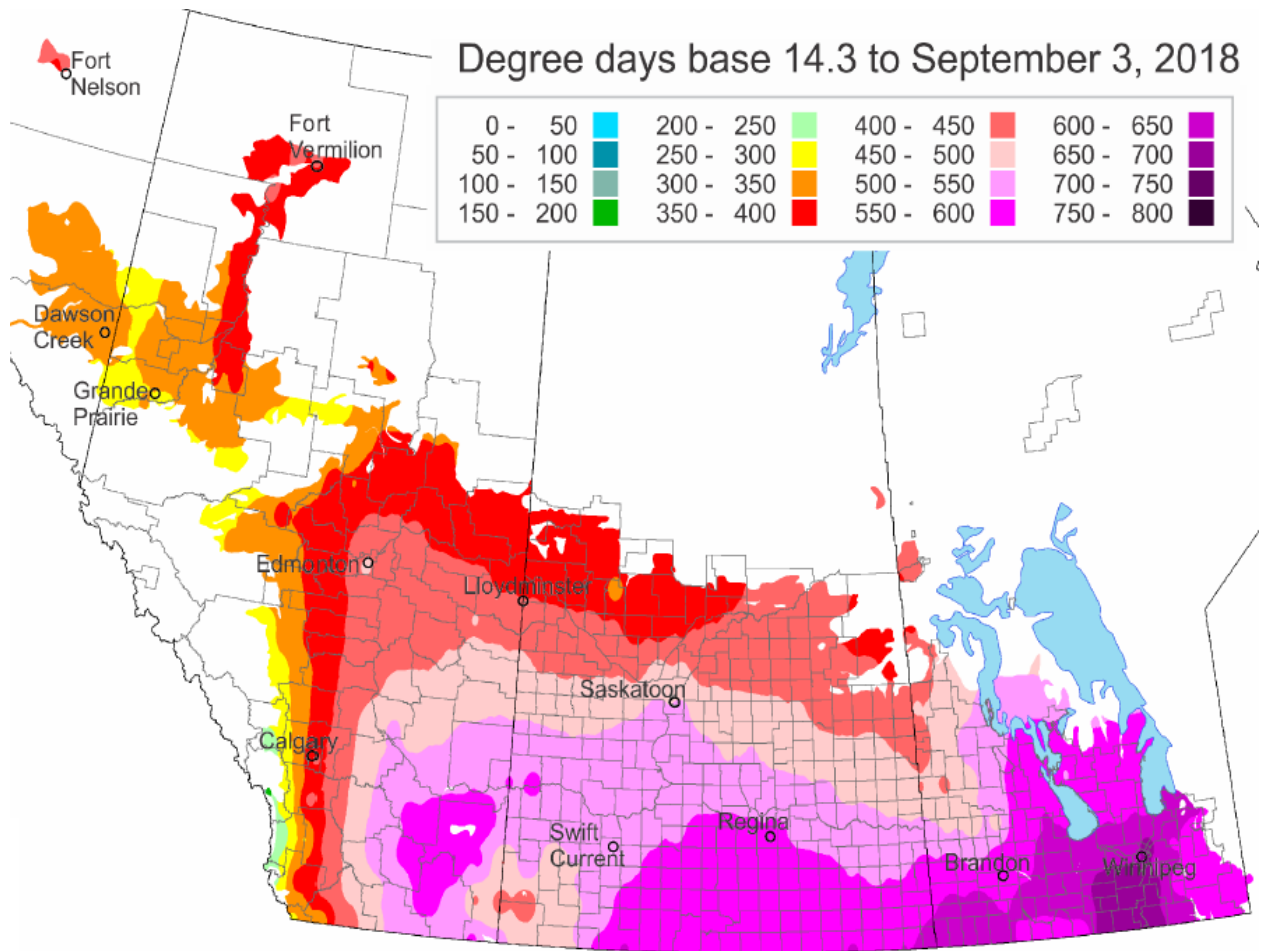 Degree days base 14.3 to September 3, 2018
0 - 50 200 - 250 400 - 450 600 - 650
50 - 100 250 - 300 450 - 500 650 - 700
100 - 150 300 - 350 500 - 550 700 - 750
150 - 200 350 - 400 550 - 600 750 - 800
Fort
Nelson
Fort
Vermilion
Dawson
Creek
Grande
Prairie
Edmonton
Lloydminster
Saskatoon
Calgary
Swift
Current
Regina
Brandon
Winnipeg